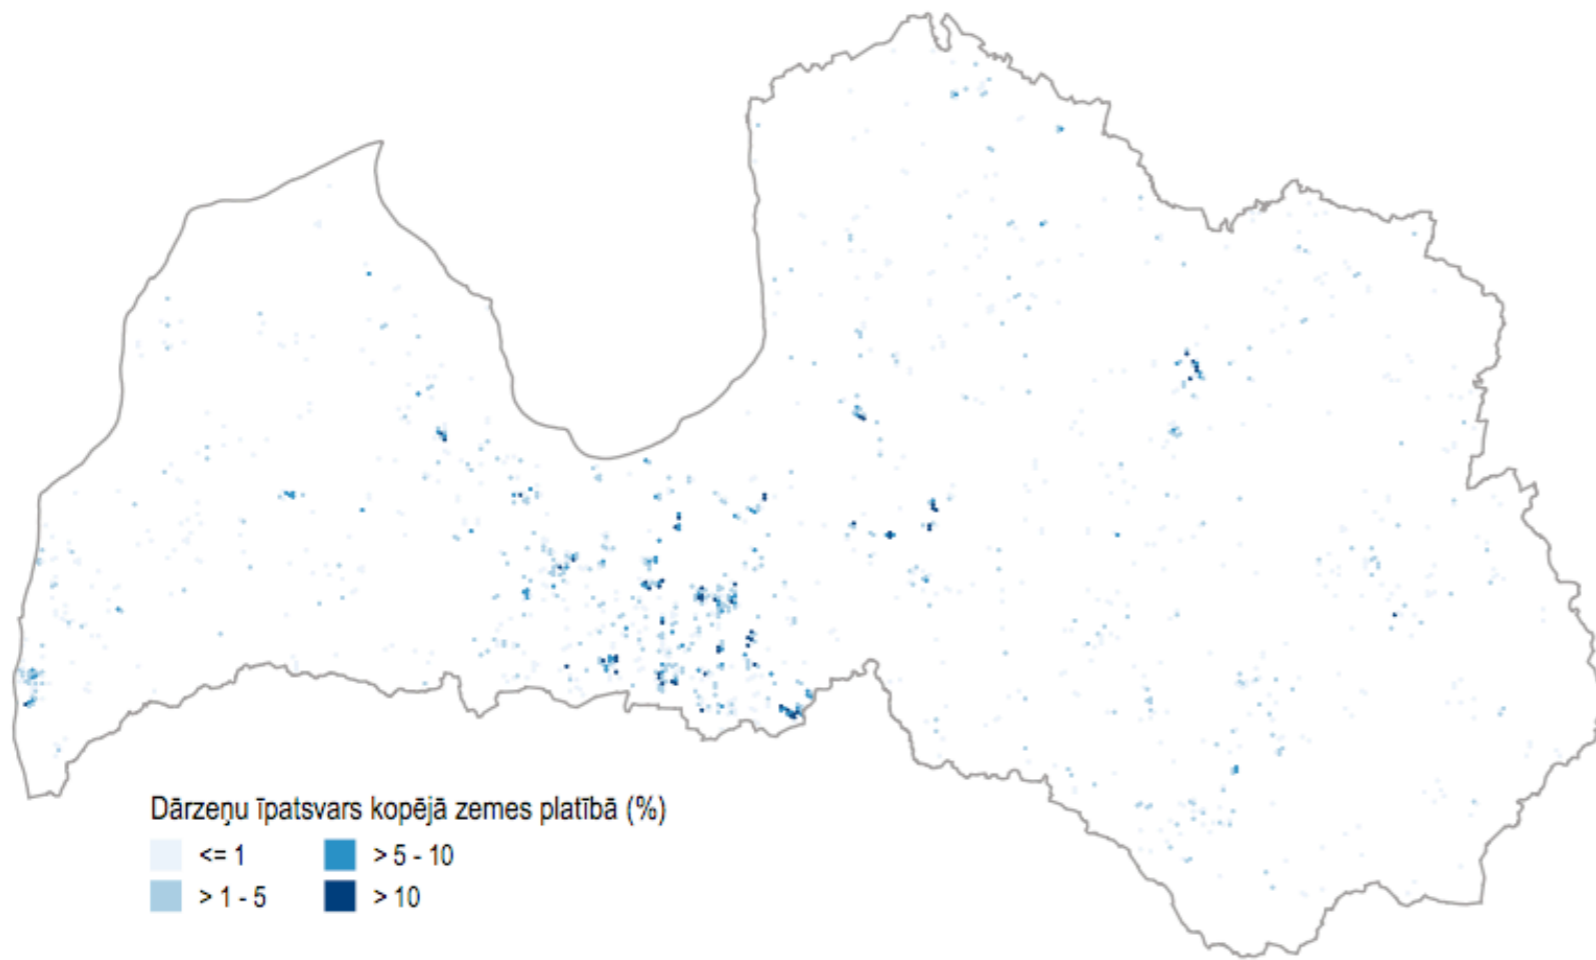 Dārzeņu īpatsvars kopējā zemes platībā (%)
<= 1
> 5 - 10
> 1 - 5
> 10